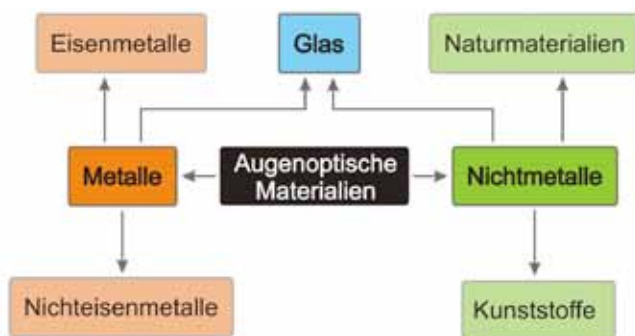 Eisenmetalle
Glas
Naturmaterialien
Metalle
Augenoptische
Materialien
Nichtmetalle
Nichteisenmetalle
Kunststoffe